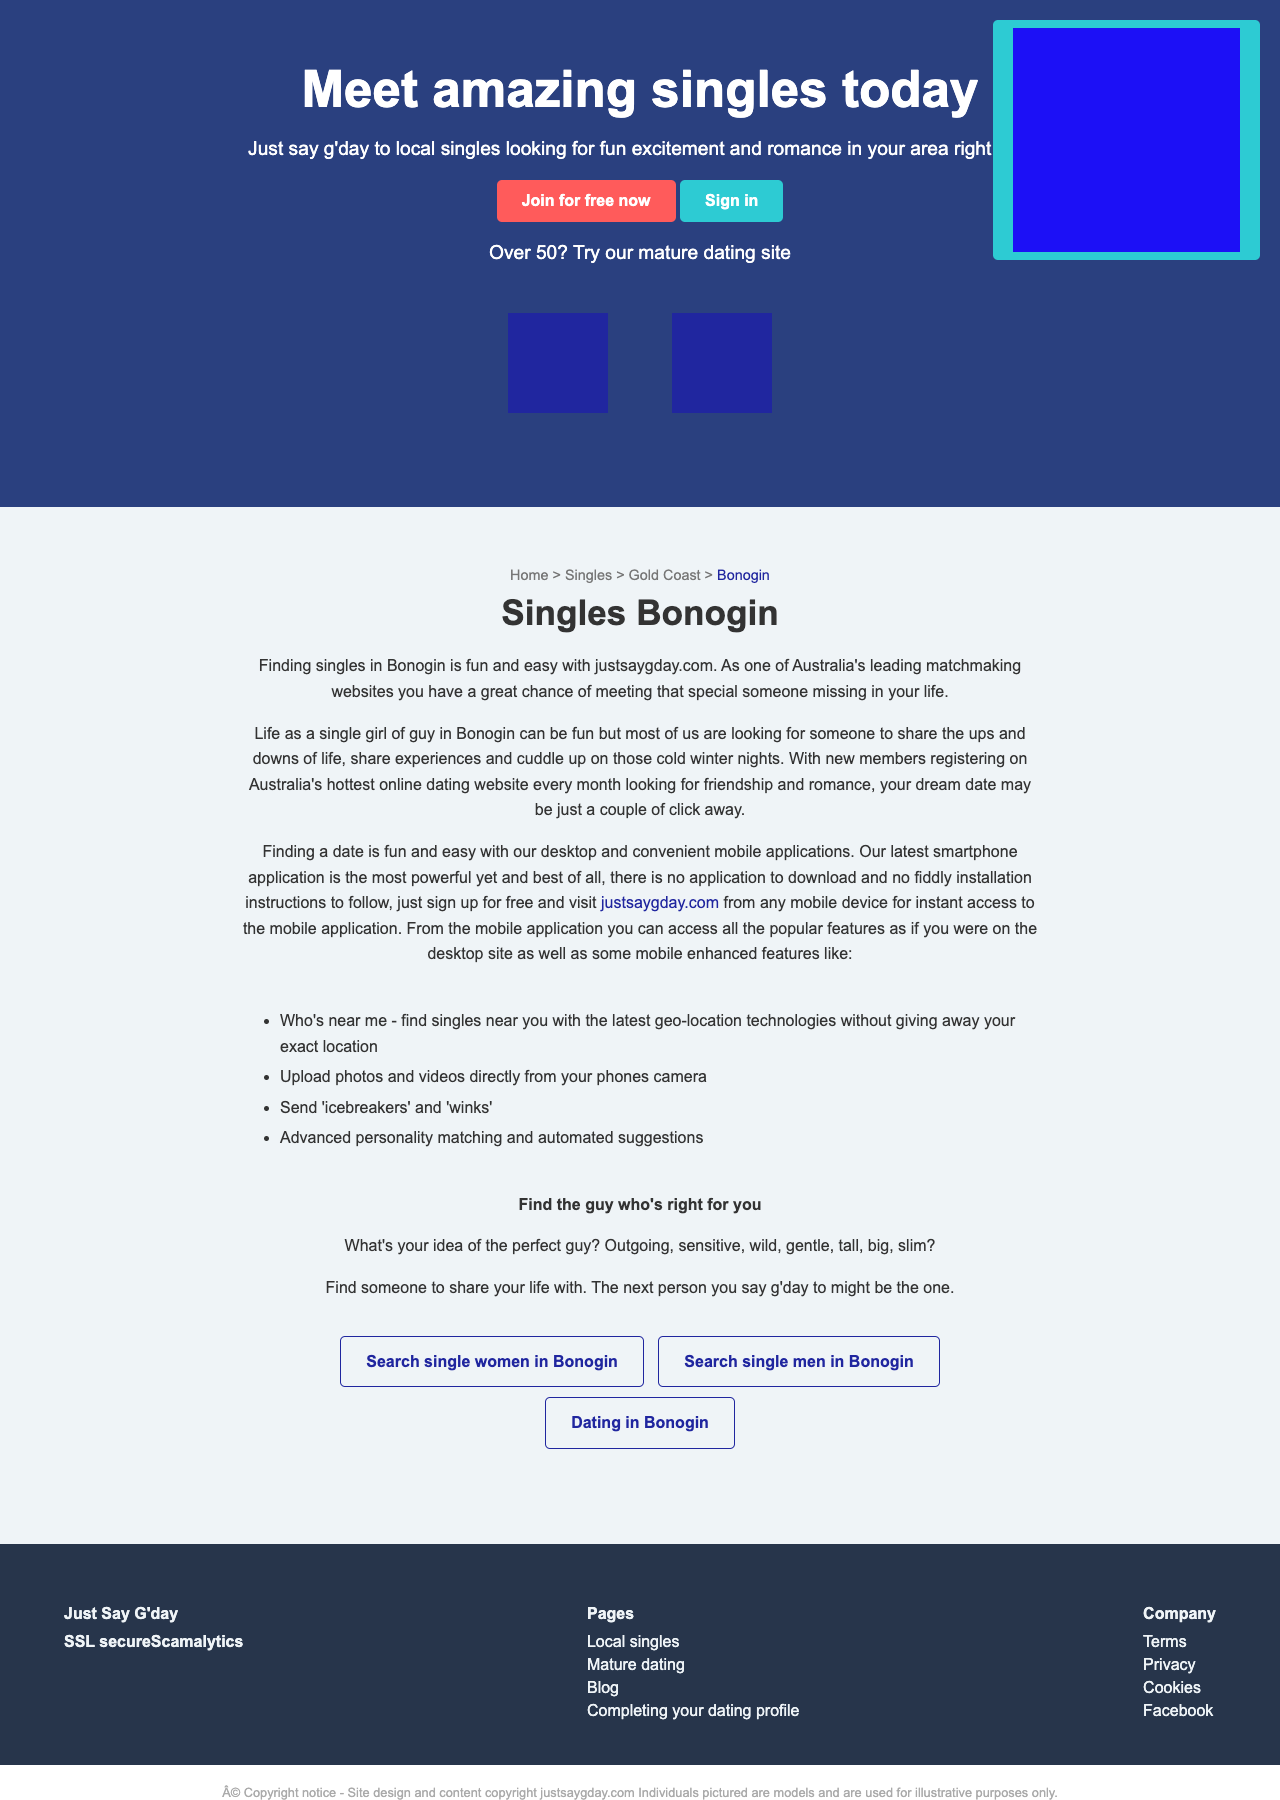 Meet amazing singles today
Just say g'day to local singles looking for fun excitement and romance in your area right
Join for free now
Sign in
Over 50? Try our mature dating site
Home > Singles > Gold Coast > Bonogin
Singles Bonogin
Finding singles in Bonogin is fun and easy with justsaygday.com. As one of Australia's leading matchmaking
websites you have a great chance of meeting that special someone missing in your life.
Life as a single girl of guy in Bonogin can be fun but most of us are looking for someone to share the ups and
downs of life, share experiences and cuddle up on those cold winter nights. With new members registering on
Australia's hottest online dating website every month looking for friendship and romance, your dream date may
be just a couple of click away.
Finding a date is fun and easy with our desktop and convenient mobile applications. Our latest smartphone
application is the most powerful yet and best of all, there is no application to download and no fiddly installation
instructions to follow, just sign up for free and visit justsaygday.com from any mobile device for instant access to
the mobile application. From the mobile application you can access all the popular features as if you were on the
desktop site as well as some mobile enhanced features like:
• Who's near me - find singles near you with the latest geo-location technologies without giving away your
exact location
• Upload photos and videos directly from your phones camera
• Send 'icebreakers' and 'winks'
• Advanced personality matching and automated suggestions
Find the guy who's right for you
What's your idea of the perfect guy? Outgoing, sensitive, wild, gentle, tall, big, slim?
Find someone to share your life with. The next person you say g'day to might be the one.
Search single women in Bonogin
Search single men in Bonogin
Dating in Bonogin
Just Say G'day
SSL secureScamalytics
Pages
Local singles
Mature dating
Blog
Completing your dating profile
Company
Terms
Privacy
Cookies
Facebook
Â© Copyright notice - Site design and content copyright justsaygday.com Individuals pictured are models and are used for illustrative purposes only.